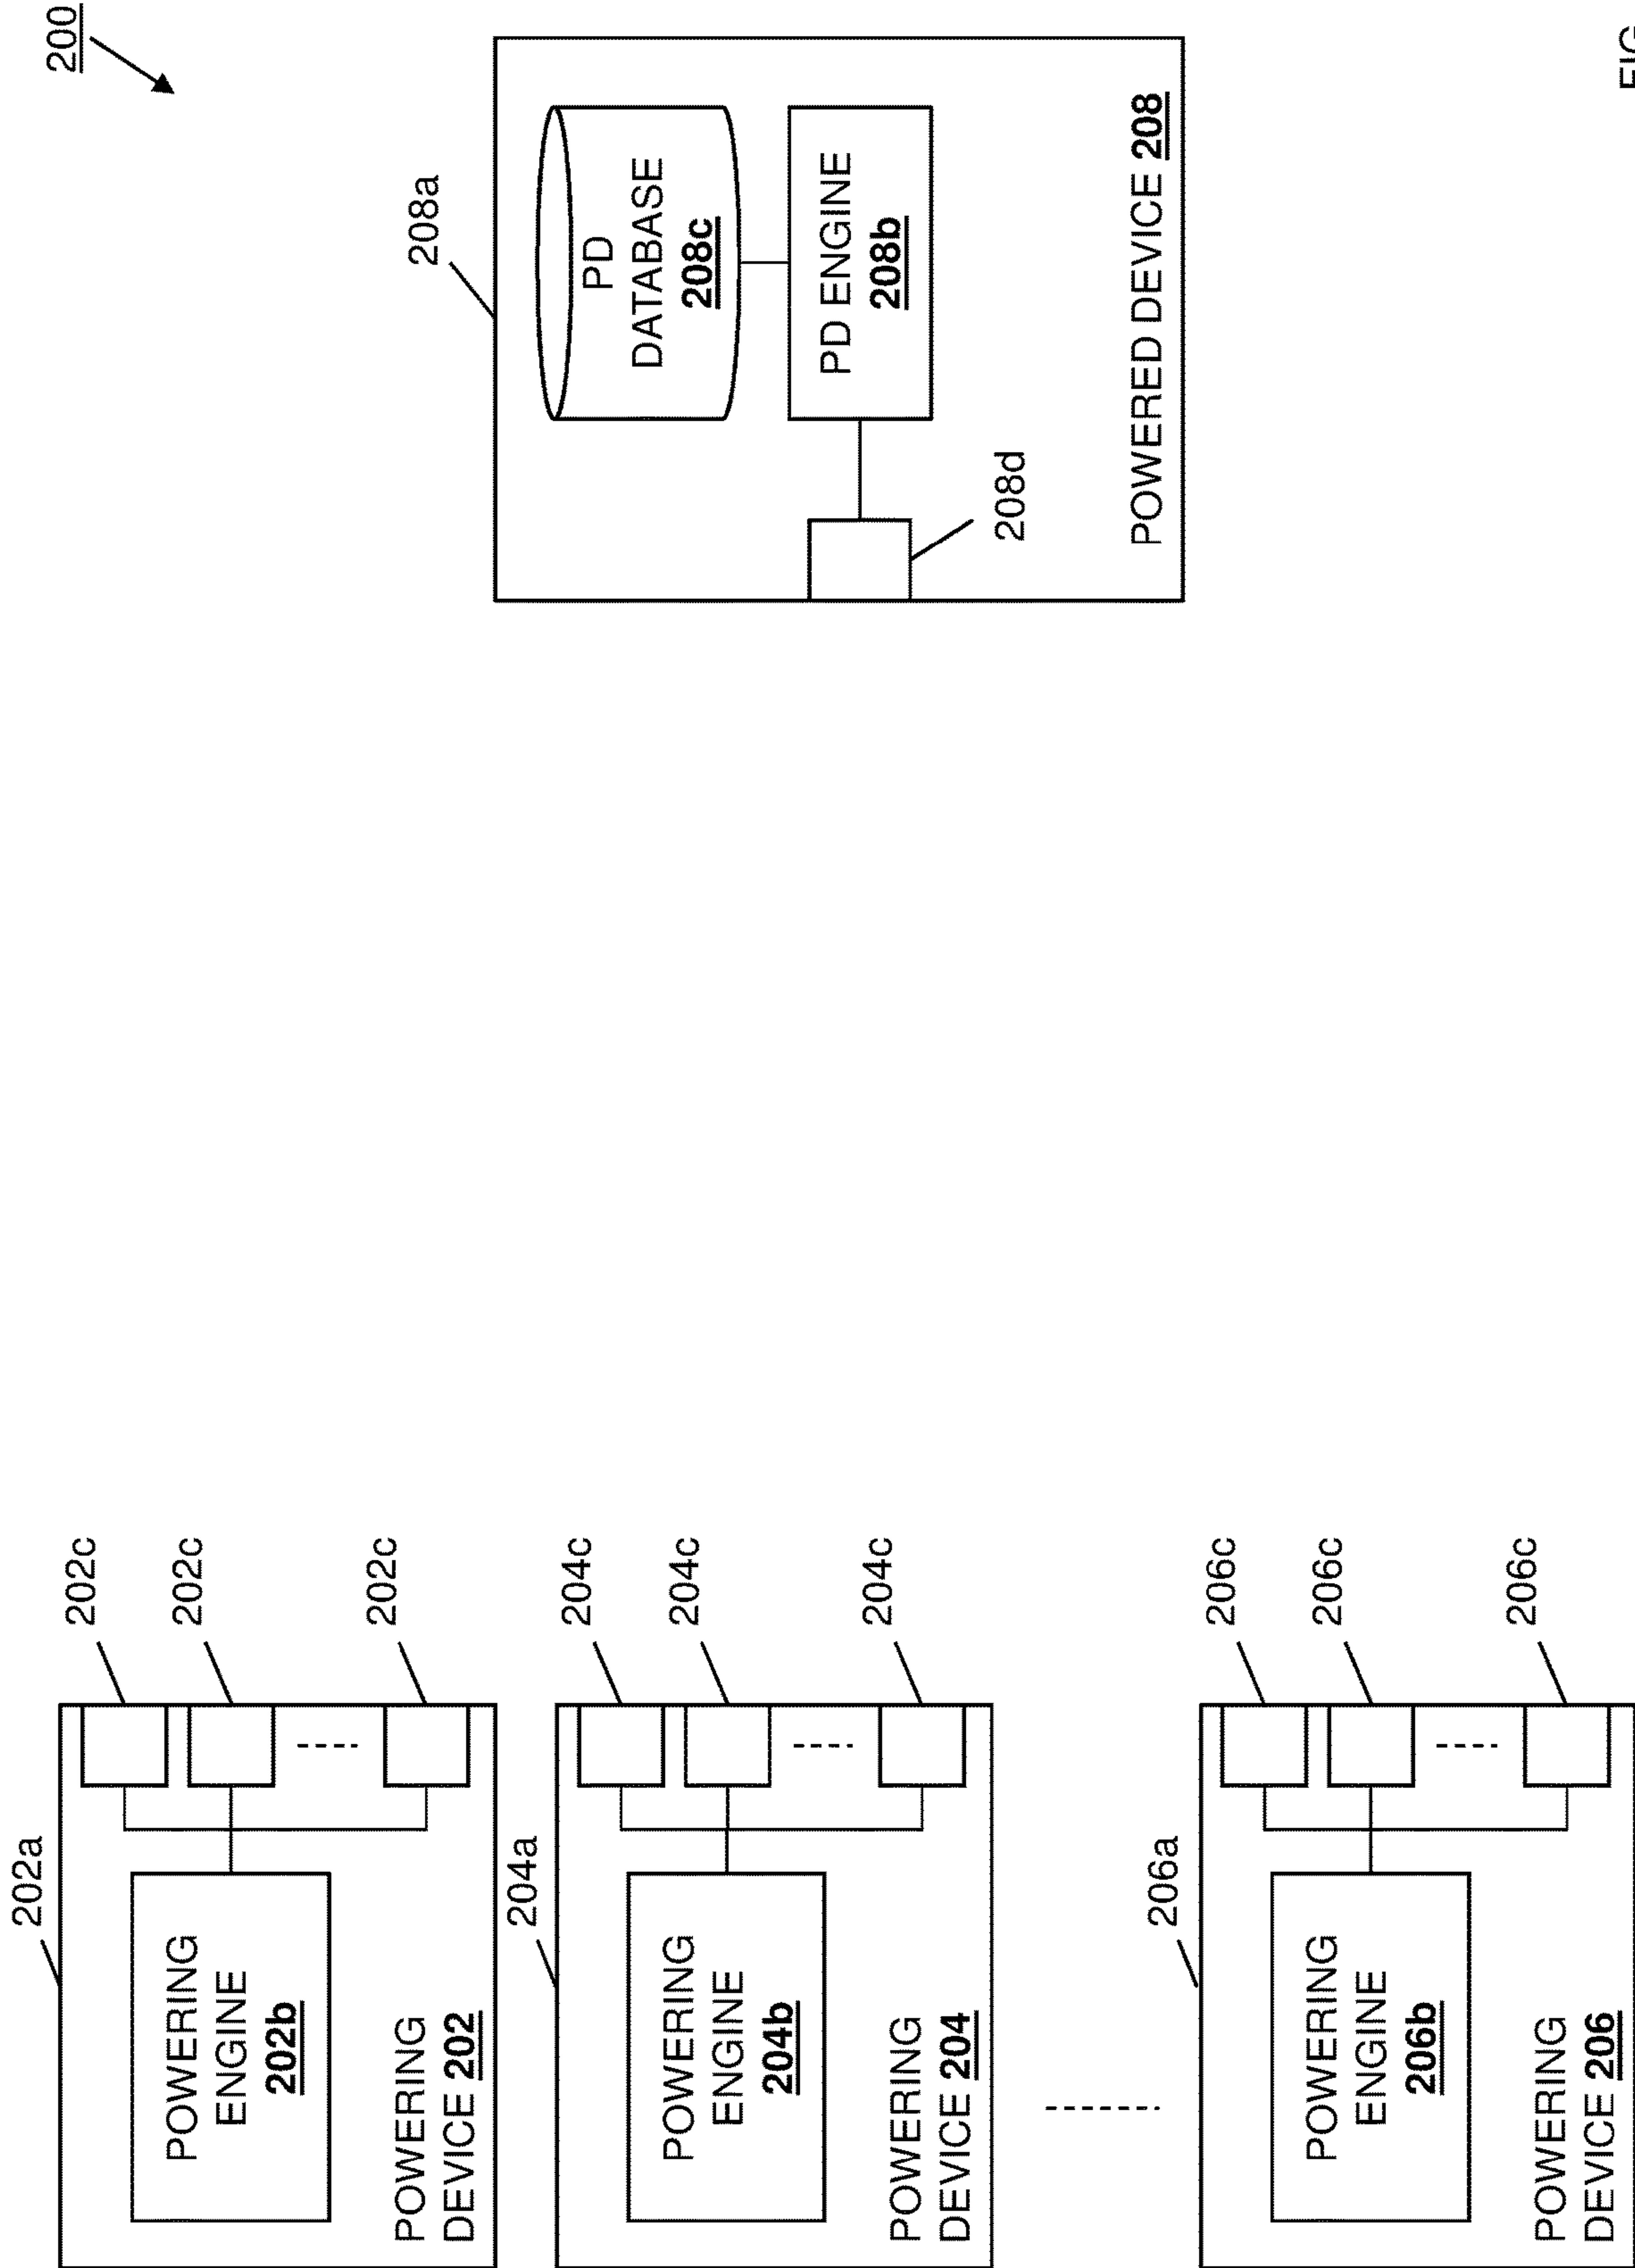 200
202a
POWERING
ENGINE
202b
POWERING
DEVICE 202
202c
202c
202c
204a
POWERING
ENGINE
204b
POWERING
DEVICE 204
204c
204c
204c
206a
POWERING
ENGINE
206b
POWERING
DEVICE 206
206c
206c
206c
208a
PD
DATABASE
208c
PD ENGINE
208b
208d
POWERED DEVICE 208
FIG